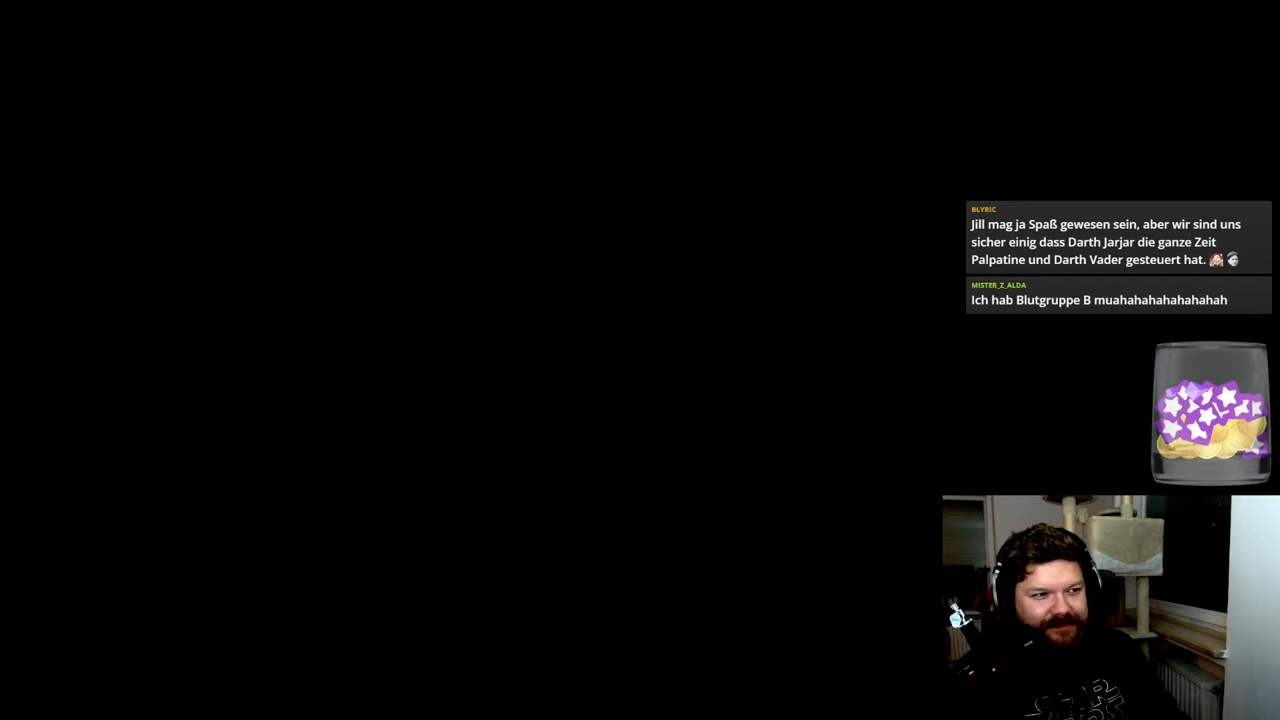 BLYRIC
Jill mag ja Spaß gewesen sein, aber wir sind uns
sicher einig dass Darth Jarjar die ganze Zeit
Palpatine und Darth Vader gesteuert hat.
MISTER_Z_ALDA
Ich hab Blutgruppe B muahahahahahahahah